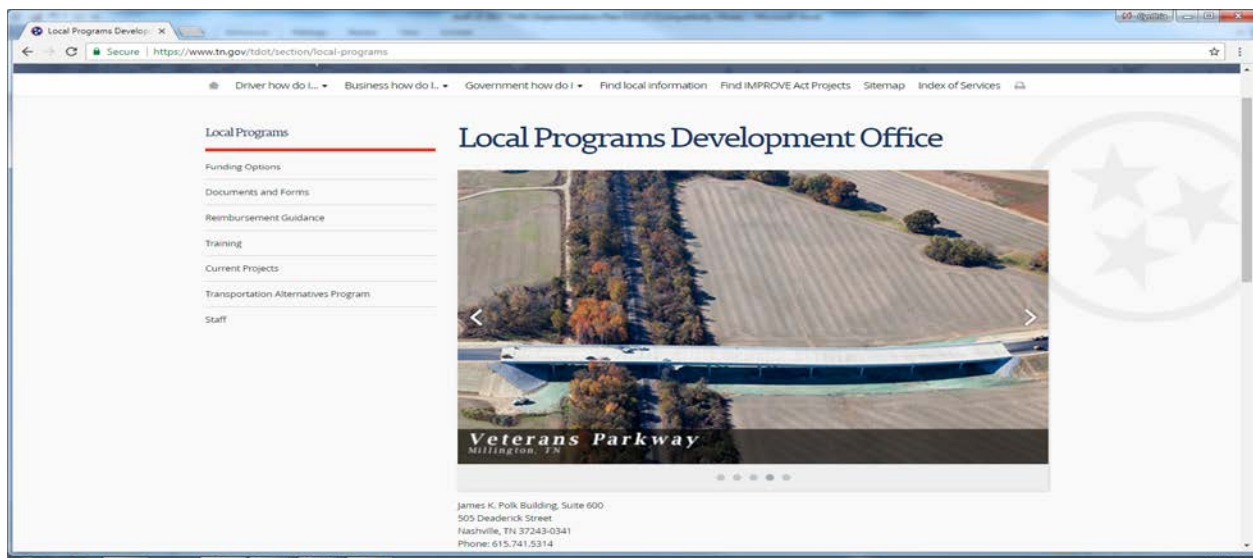 Local Programs Develop
Secure | https://www.tn.gov/tdot/section/local-programs
Driver how do I... Business how do I.. Government how do I Find local information Find IMPROVE Act Projects Sitemap Index of Services
Local Programs
Funding Options
Documents and Forms
Reimbursement Guidance
Training
Current Projects
Transportation Alternatives Program
Staff
Local Programs Development Office
Veterans Parkway
Millington, TN
James K. Polk Building, Suite 600
505 Deaderick Street
Nashville, TN 37243-0341
Phone: 615.741.5314